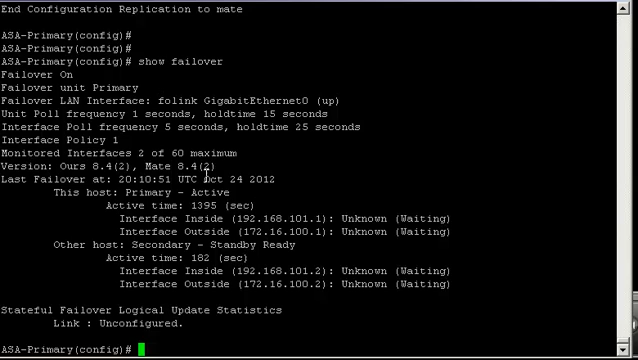 End Configuration Replication to mate
ASA-Primary(config)#
ASA-Primary(config)#
ASA-Primary(config)# show failover
Failover On
Failover unit Primary
Failover LAN Interface: folink GigabitEthernet0 (up)
Unit Poll frequency 1 seconds, holdtime 15 seconds
Interface Poll frequency 5 seconds, holdtime 25 seconds
Interface Policy 1
Monitored Interfaces 2 of 60 maximum
Version: Ours 8.4(2), Mate 8.4(2)
Last Failover at: 20:10:51 UTC Oct 24 2012
This host: Primary - Active
Active time: 1395 (sec)
Interface Inside (192.168.101.1): Unknown (Waiting)
Interface Outside (172.16.100.1): Unknown (Waiting)
Other host: Secondary - Standby Ready
Active time: 182 (sec)
Interface Inside (192.168.101.2): Unknown (Waiting)
Interface Outside (172.16.100.2): Unknown (Waiting)
Stateful Failover Logical Update Statistics
Link : Unconfigured.
ASA-Primary(config)#